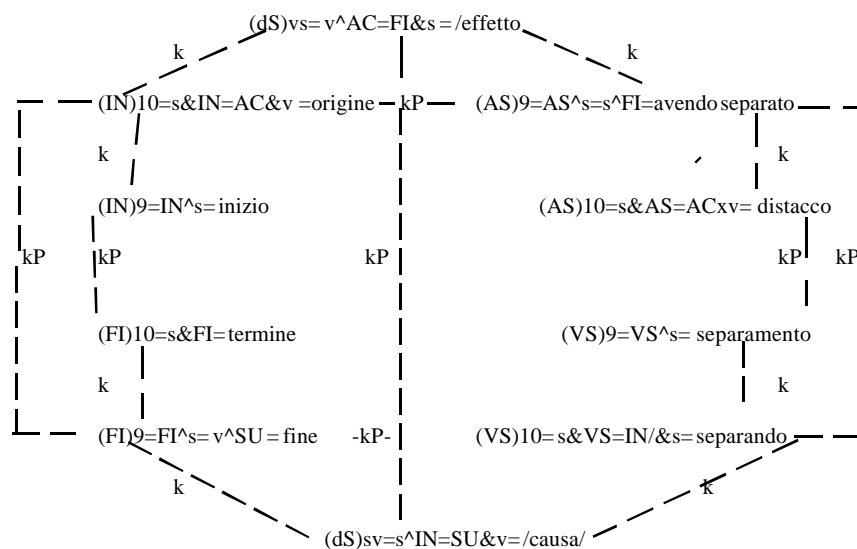 (dS)vs= v^AC=FI&s = /effetto
k k
(IN)10=s&IN=AC&v =origine kP (AS)9=AS^s=s^FI=avendo separato
k k
(IN)9=IN^s= inizio (AS)10=s&AS=ACxv= distacco
kP kP kP kP kP
(FI)10=s&FI= termine (VS)9=VS^s= separamento
k k
(FI)9=FI^s= v^SU = fine -kP- (VS)10= s&VS=IN/&s= separando
k k
(dS)sv=s^IN=SU&v= /causa/